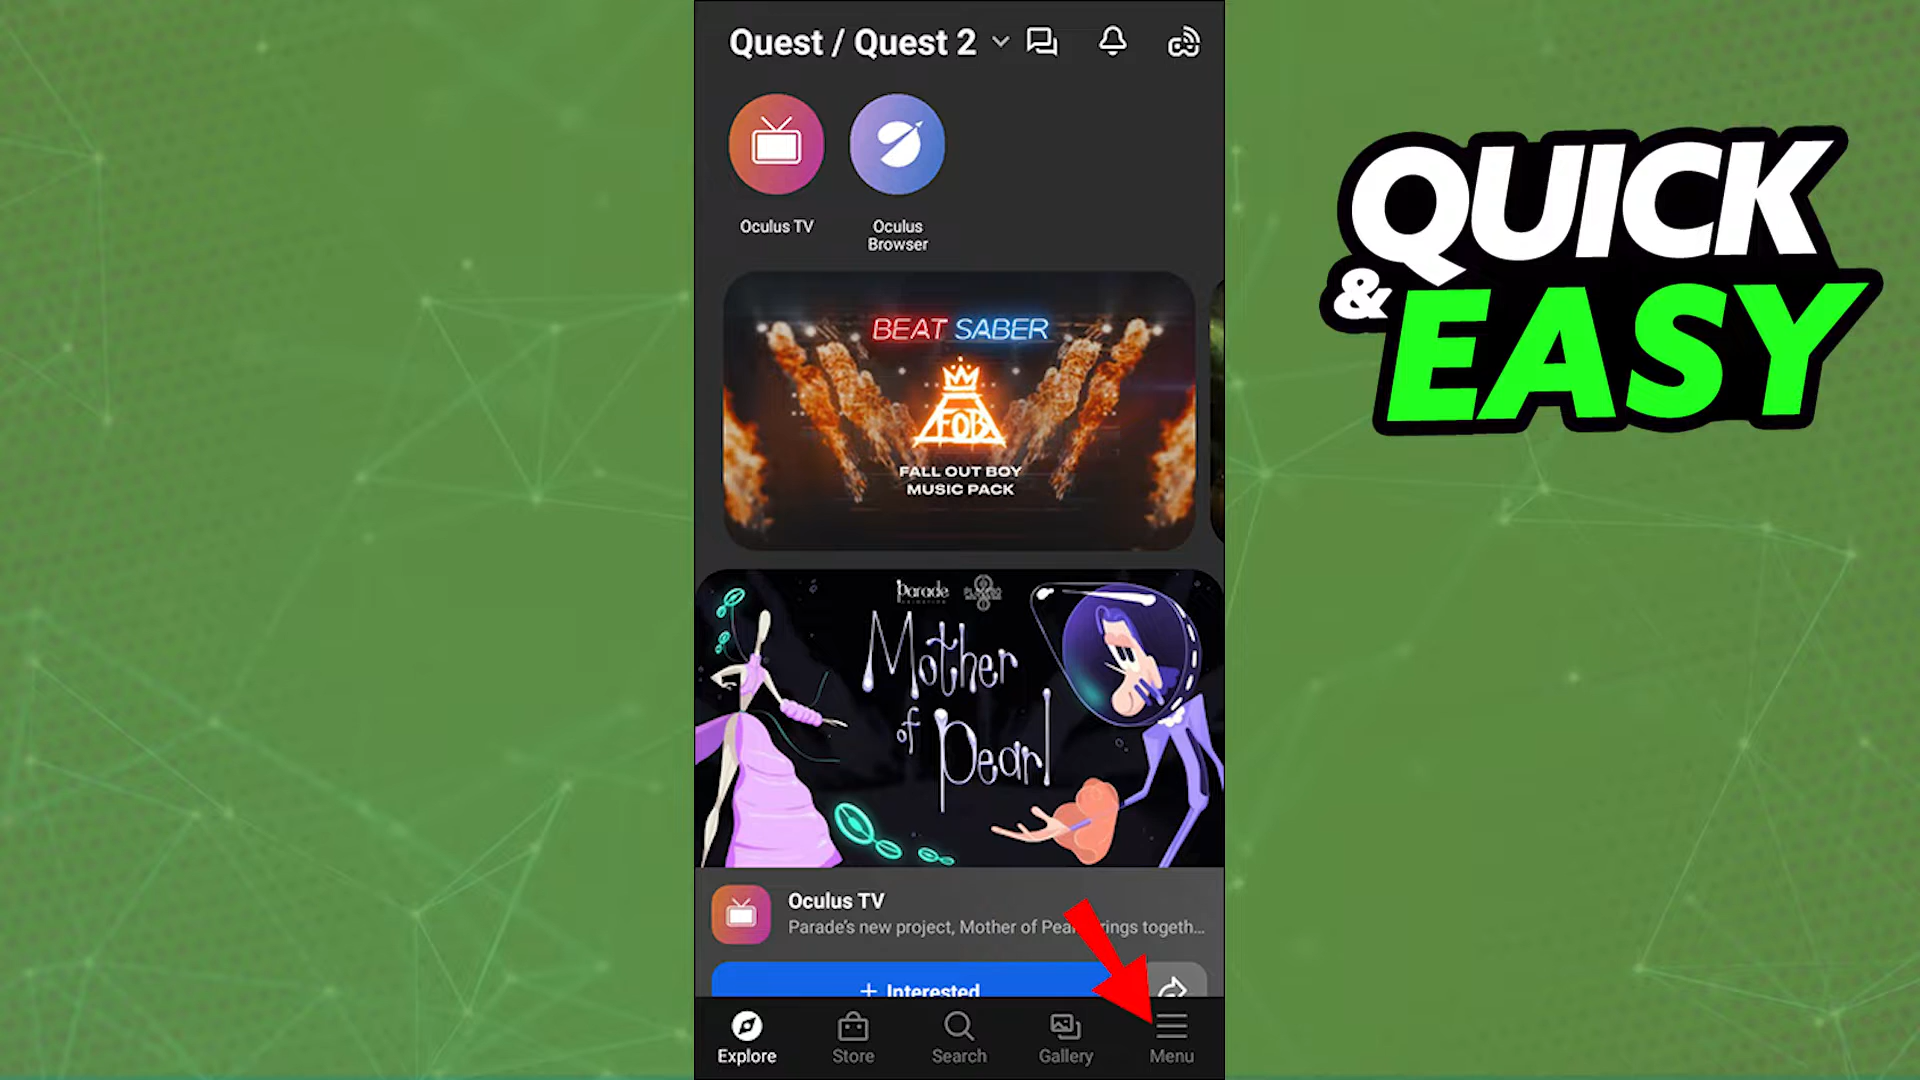 Quest / Quest 2
Oculus TV
Oculus
Browser
BEAT SABER
FOB
FALL OUT BOY
MUSIC PACK
Parade
Mother
of Pearl
Oculus TV
Parade's new project, Mother of Pea rings togeth...
+ Interested
Explore
Store
Search
Gallery
Menu
QUICK
& EASY